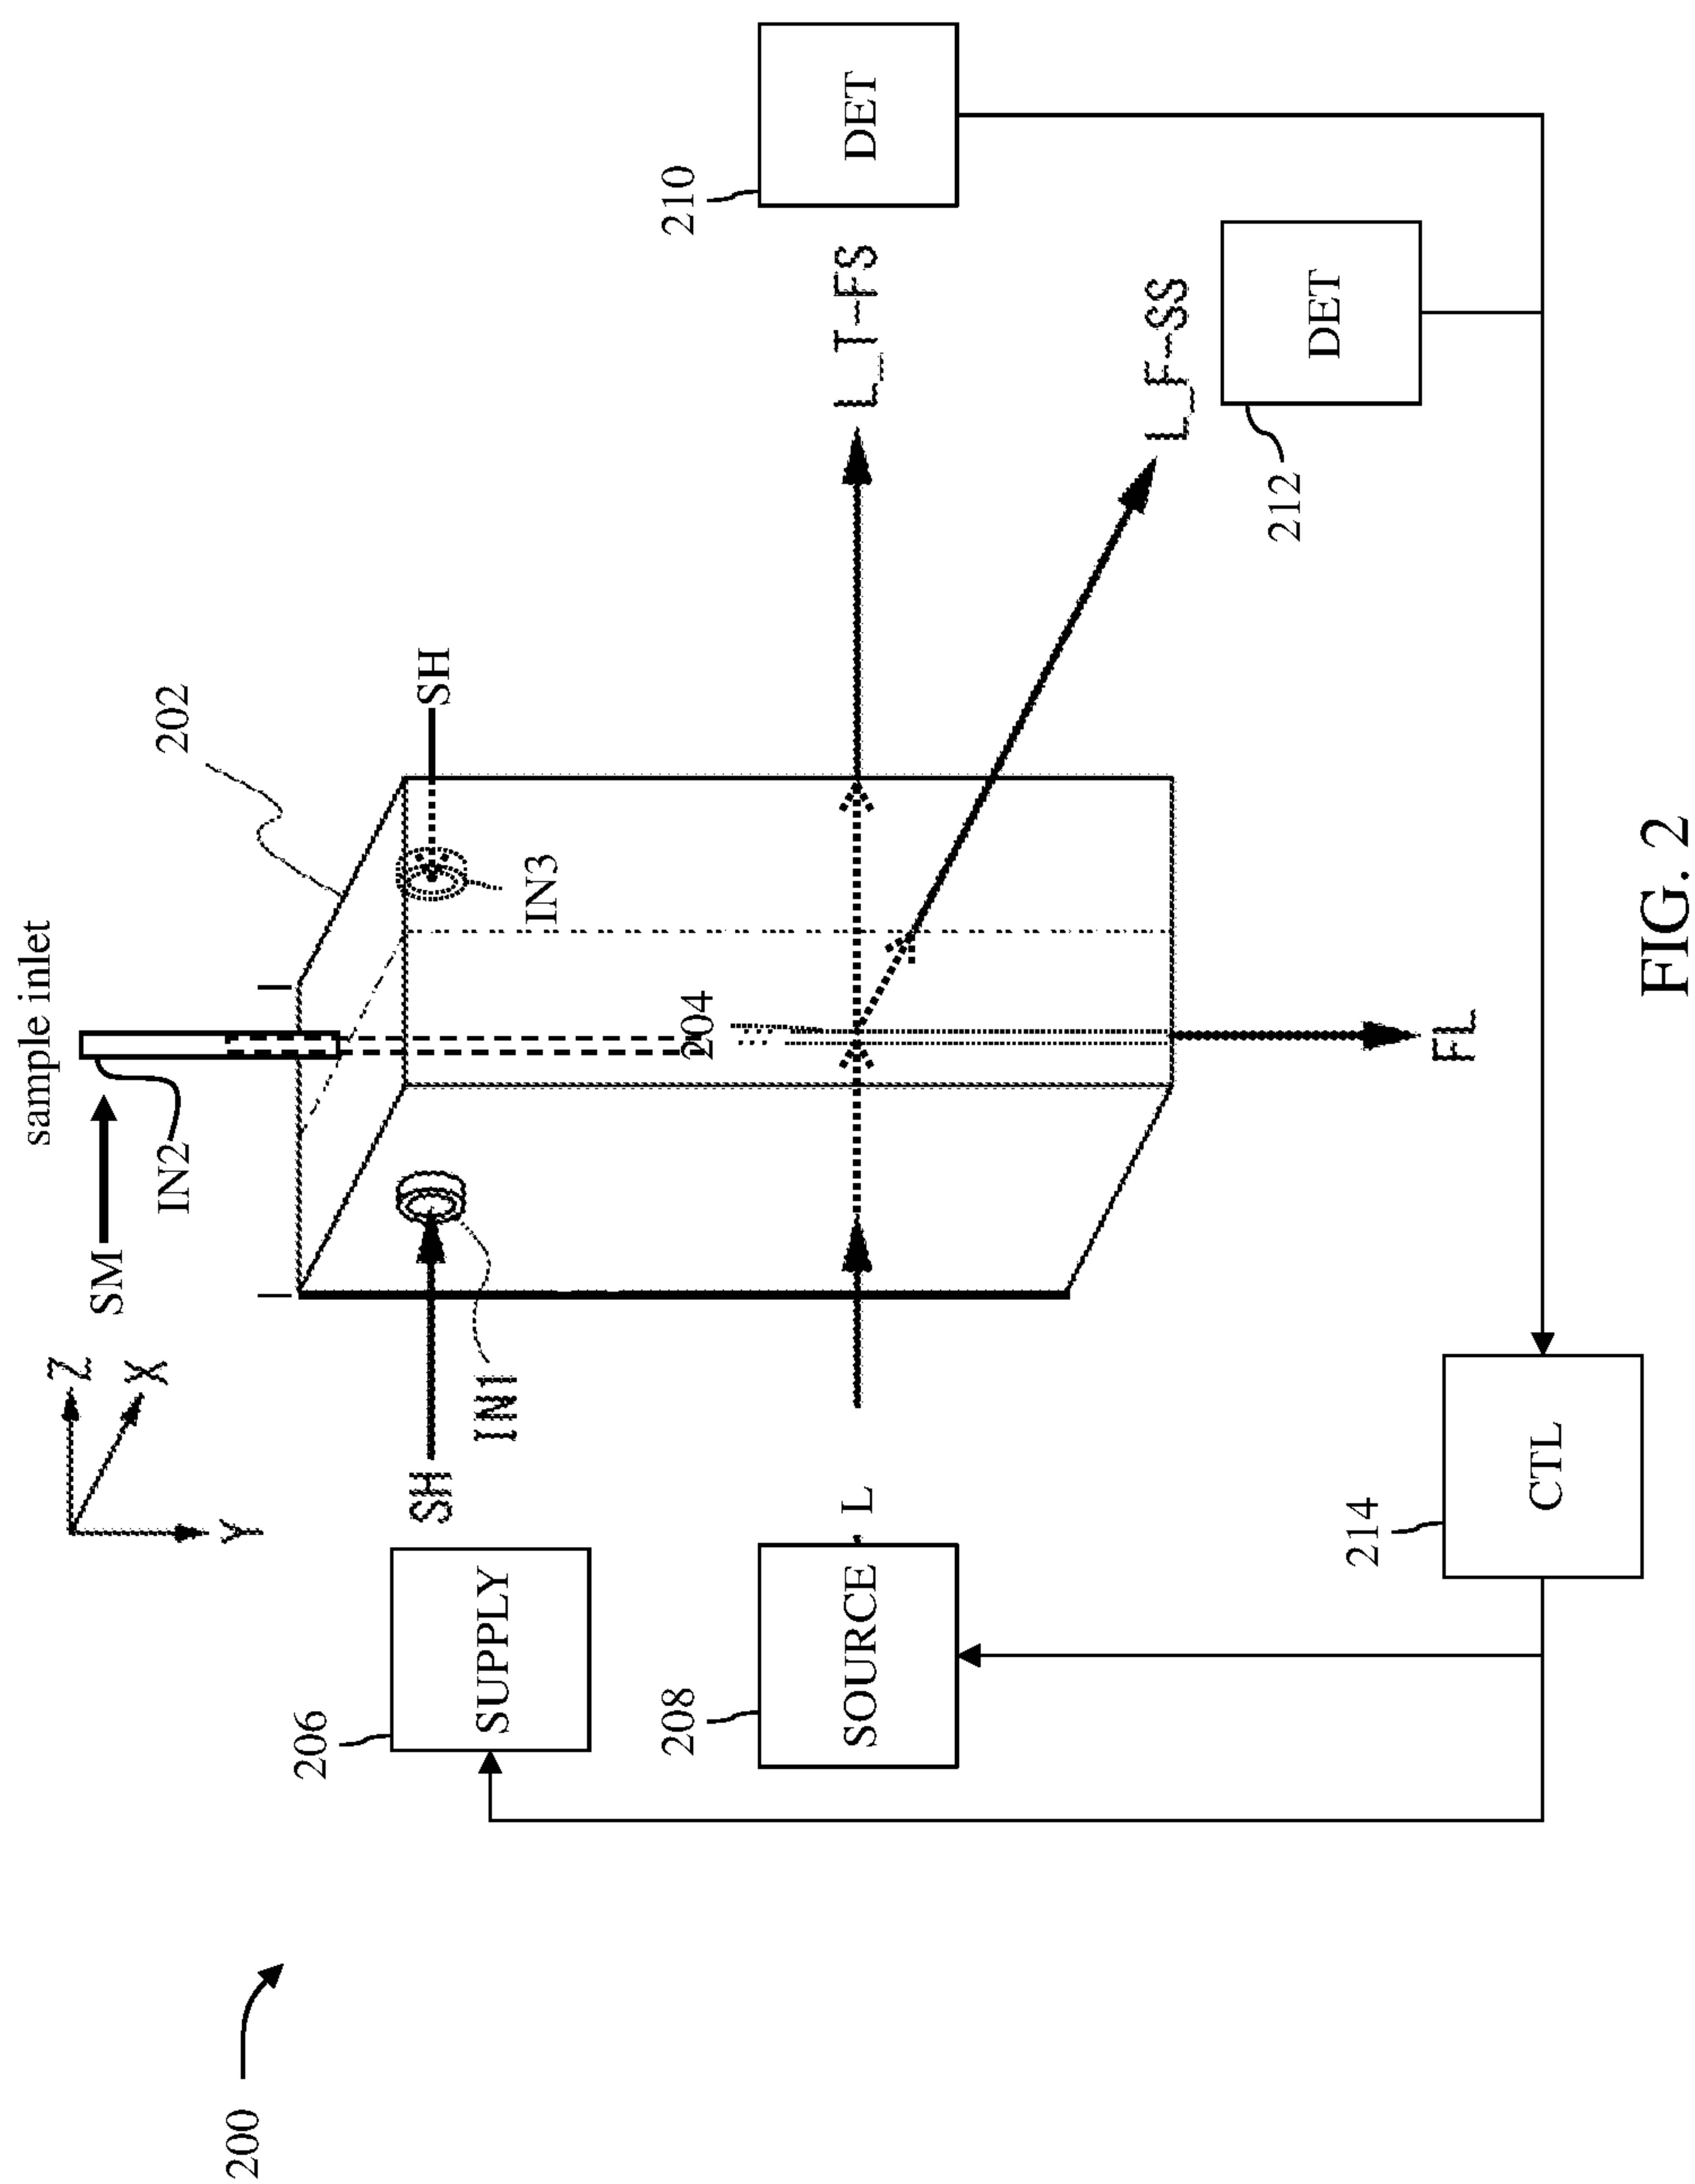 200
206
SUPPLY
208
SOURCE
L
214
CTL
Z
X
Y
SM
IN2
sample inlet
SH
IN1
202
SH
IN3
204
FL
L_T-FS
L_F-SS
210
DET
212
DET
FIG. 2